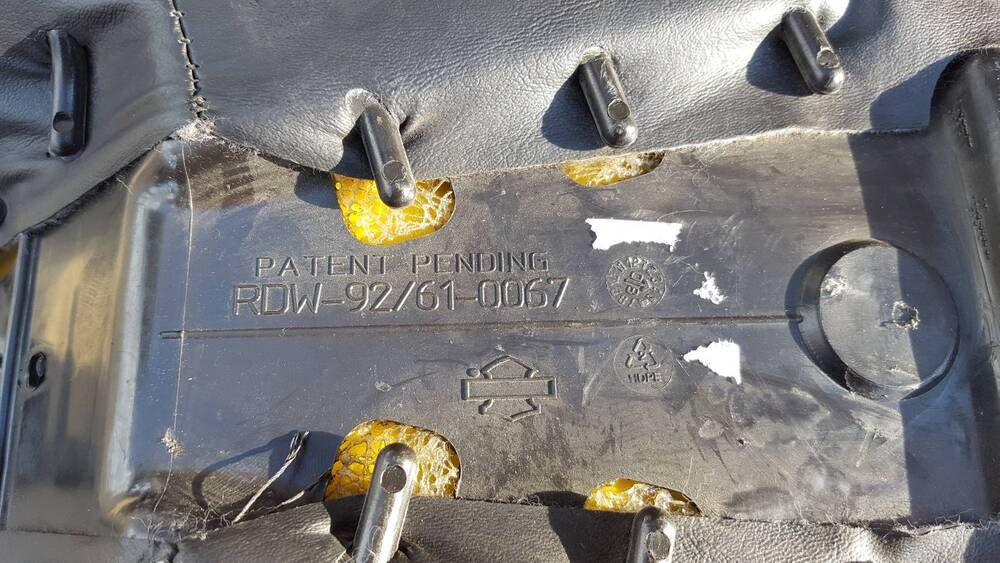 PATENT PENDING
RDW-92/61-0067
HDPE